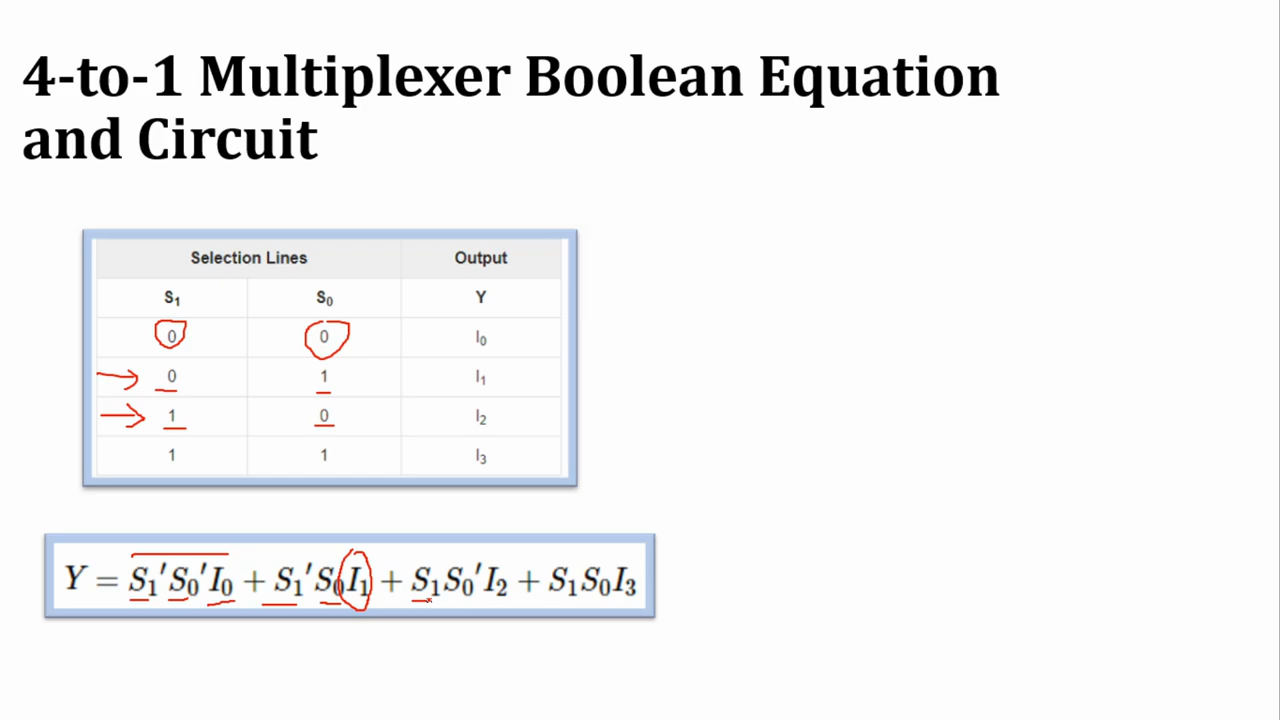 4-to-1 Multiplexer Boolean Equation
and Circuit
Selection Lines Output
S₁ S₀ Y
0 0 I₀
0 1 I₁
1 0 I₂
1 1 I₃
Y = S₁′S₀′I₀ + S₁′S₀I₁ + S₁S₀′I₂ + S₁S₀I₃